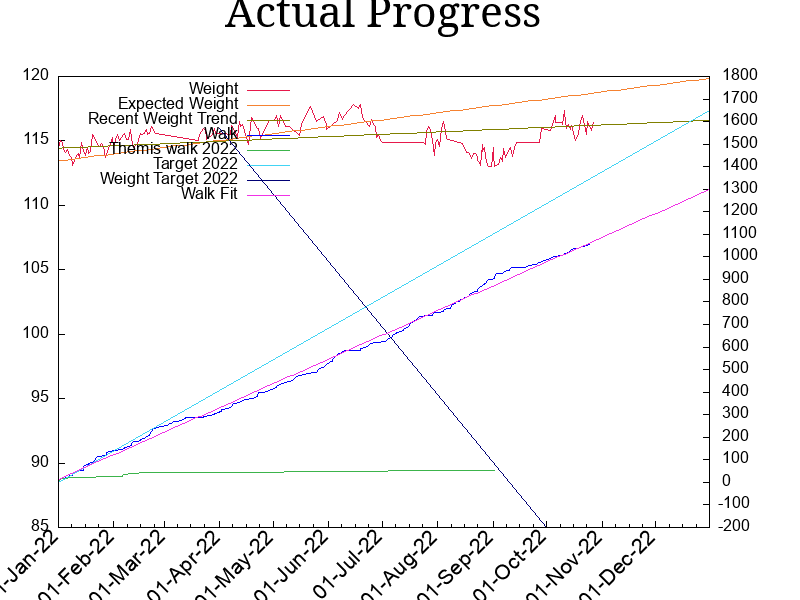 Actual Progress
120
115
110
105
100
95
90
85
1800
1700
1600
1500
1400
1300
1200
1100
1000
900
800
700
600
500
400
300
200
100
0
-100
-200
Weight
Expected Weight
Recent Weight Trend
Walk
Themis walk 2022
Target 2022
Weight Target 2022
Walk Fit
01-Jan-22
01-Feb-22
01-Mar-22
01-Apr-22
01-May-22
01-Jun-22
01-Jul-22
01-Aug-22
01-Sep-22
01-Oct-22
01-Nov-22
01-Dec-22